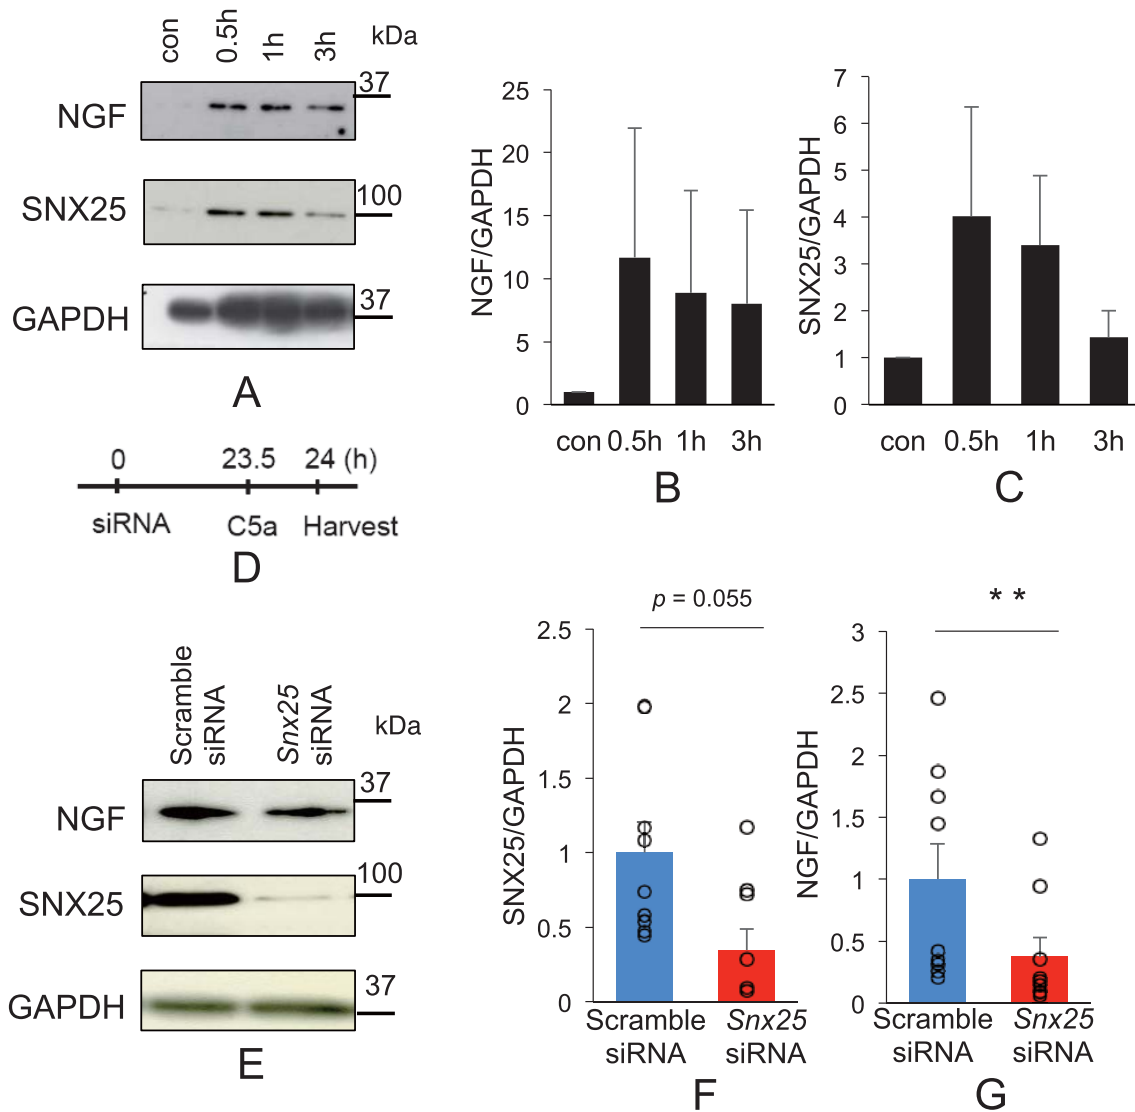 con 0.5h 1h 3h kDa
NGF 37
SNX25 100
GAPDH 37
A
NGF/GAPDH
25
20
15
10
5
0
con 0.5h 1h 3h
B
SNX25/GAPDH
7
6
5
4
3
2
1
0
con 0.5h 1h 3h
C
0 23.5 24 (h)
siRNA C5a Harvest
D
Scramble
siRNA
Snx25
siRNA
kDa
NGF 37
SNX25 100
GAPDH 37
E
p = 0.055
SNX25/GAPDH
2.5
2
1.5
1
0.5
0
Scramble Snx25
siRNA siRNA
F
* *
NGF/GAPDH
3
2.5
2
1.5
1
0.5
0
Scramble Snx25
siRNA siRNA
G